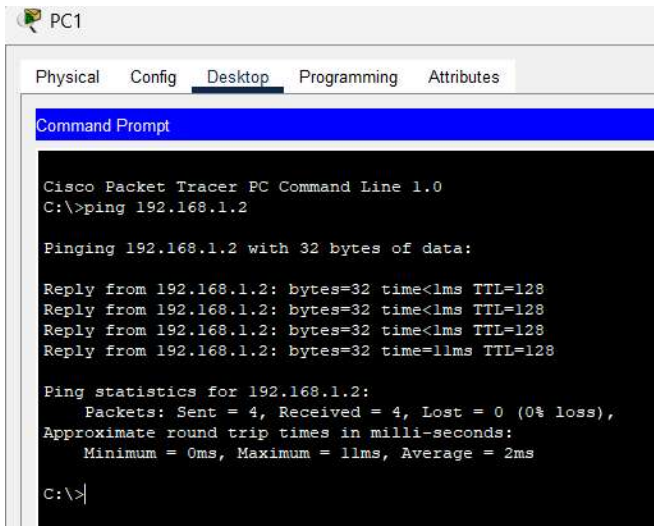 PC1
Physical Config Desktop Programming Attributes
Command Prompt
Cisco Packet Tracer PC Command Line 1.0
C:\>ping 192.168.1.2
Pinging 192.168.1.2 with 32 bytes of data:
Reply from 192.168.1.2: bytes=32 time<1ms TTL=128
Reply from 192.168.1.2: bytes=32 time<1ms TTL=128
Reply from 192.168.1.2: bytes=32 time<1ms TTL=128
Reply from 192.168.1.2: bytes=32 time=11ms TTL=128
Ping statistics for 192.168.1.2:
Packets: Sent = 4, Received = 4, Lost = 0 (0% loss),
Approximate round trip times in milli-seconds:
Minimum = 0ms, Maximum = 11ms, Average = 2ms
C:\>